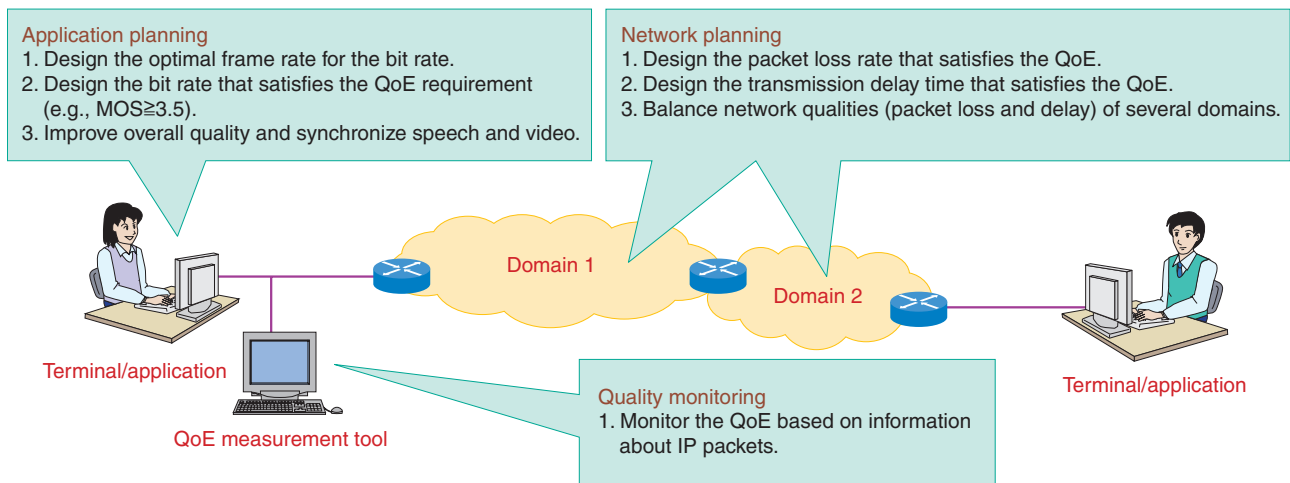 Application planning
1. Design the optimal frame rate for the bit rate.
2. Design the bit rate that satisfies the QoE requirement
(e.g., MOS≧3.5).
3. Improve overall quality and synchronize speech and video.
Network planning
1. Design the packet loss rate that satisfies the QoE.
2. Design the transmission delay time that satisfies the QoE.
3. Balance network qualities (packet loss and delay) of several domains.
Domain 1
Domain 2
Terminal/application
QoE measurement tool
Quality monitoring
1. Monitor the QoE based on information
about IP packets.
Terminal/application